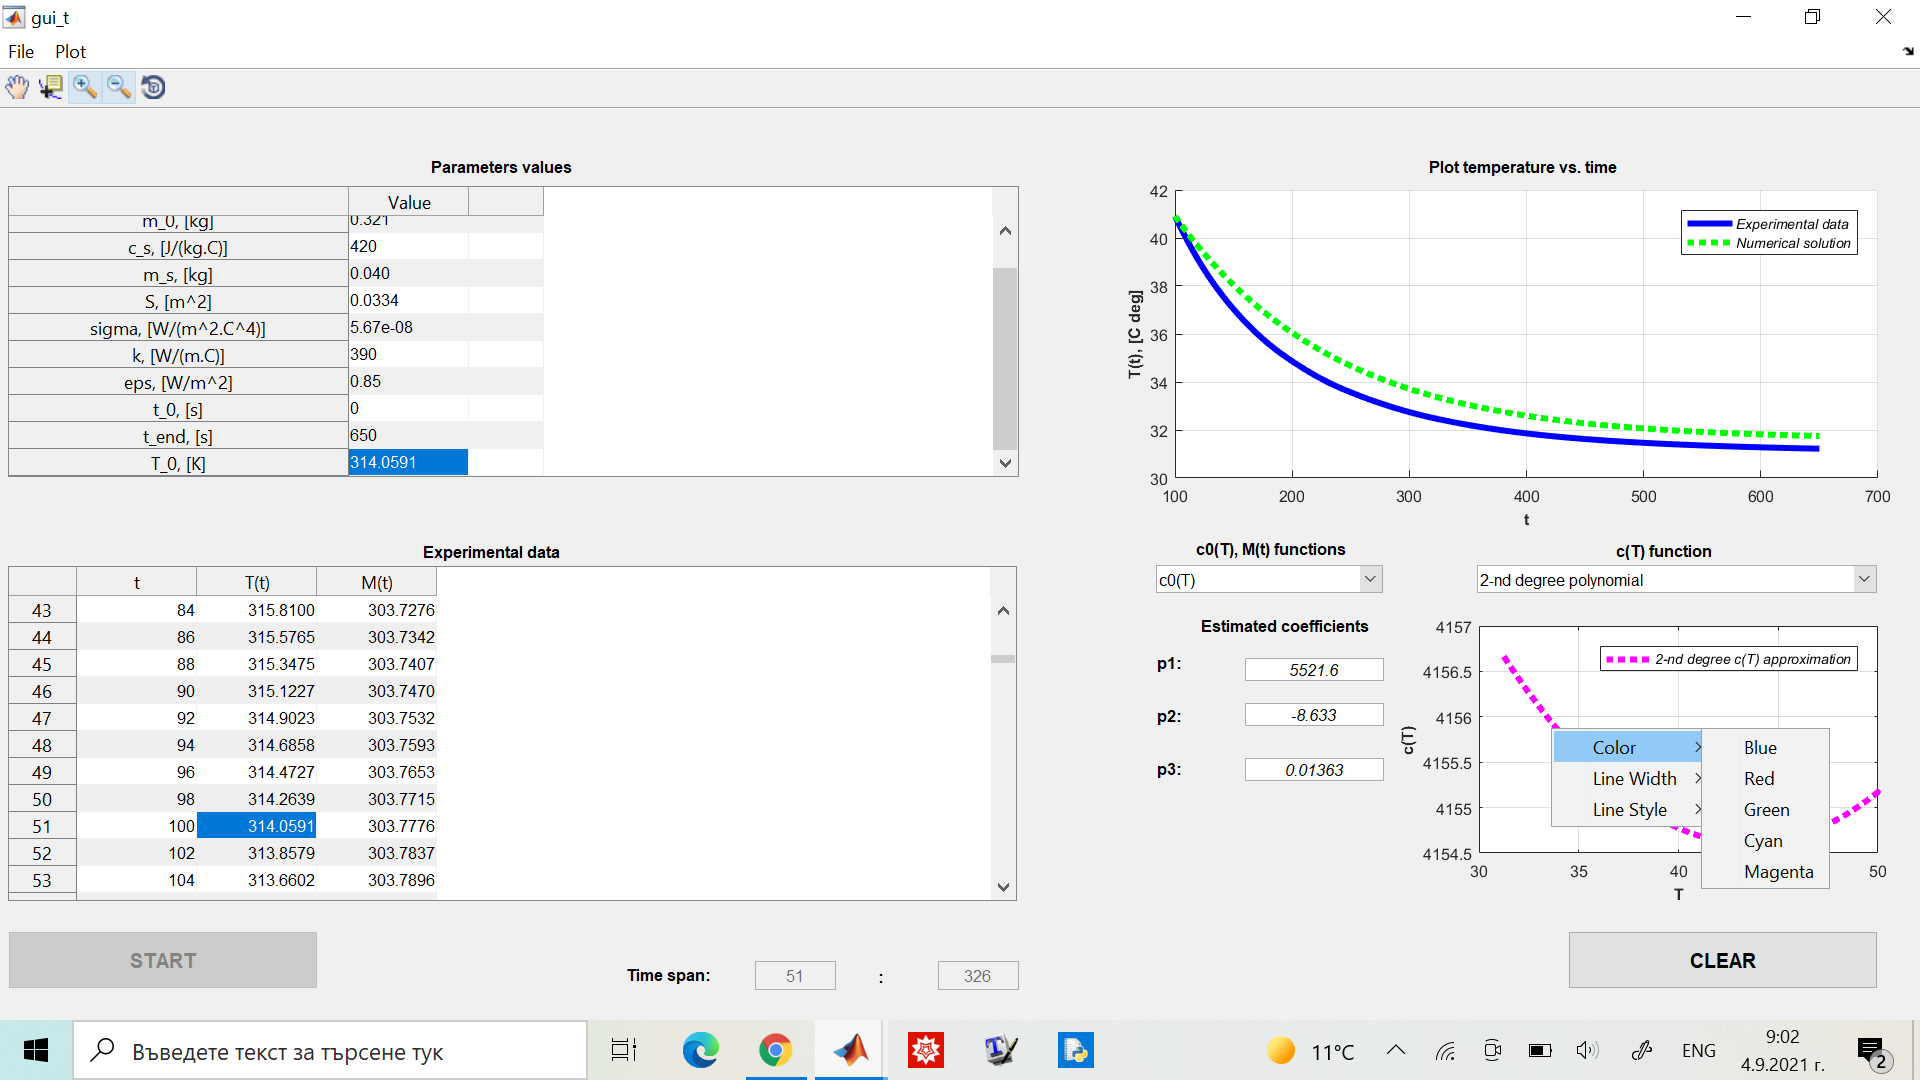 gui_t
File Plot
Parameters values
Value
m_0, [kg] 0.321
c_s, [J/(kg.C)] 420
m_s, [kg] 0.040
S, [m^2] 0.0334
sigma, [W/(m^2.C^4)] 5.67e-08
k, [W/(m.C)] 390
eps, [W/m^2] 0.85
t_0, [s] 0
t_end, [s] 650
T_0, [K] 314.0591
Plot temperature vs. time
42
40
38
36
34
32
30
T(t), [C deg]
Experimental data
Numerical solution
100 200 300 400 500 600 700
t
Experimental data
t T(t) M(t)
43 84 315.8100 303.7276
44 86 315.5765 303.7342
45 88 315.3475 303.7407
46 90 315.1227 303.7470
47 92 314.9023 303.7532
48 94 314.6858 303.7593
49 96 314.4727 303.7653
50 98 314.2639 303.7715
51 100 314.0591 303.7776
52 102 313.8579 303.7837
53 104 313.6602 303.7896
c0(T), M(t) functions
c0(T)
Estimated coefficients
p1: 5521.6
p2: -8.633
p3: 0.01363
c(T) function
2-nd degree polynomial
4157
4156.5
4156
4155.5
4155
4154.5
c(T)
2-nd degree c(T) approximation
Color
Line Width
Line Style
Blue
Red
Green
Cyan
Magenta
30 35 40 50
T
START
Time span: 51 : 326
CLEAR
Въведете текст за търсене тук
11°C
ENG
9:02
4.9.2021 г.
2